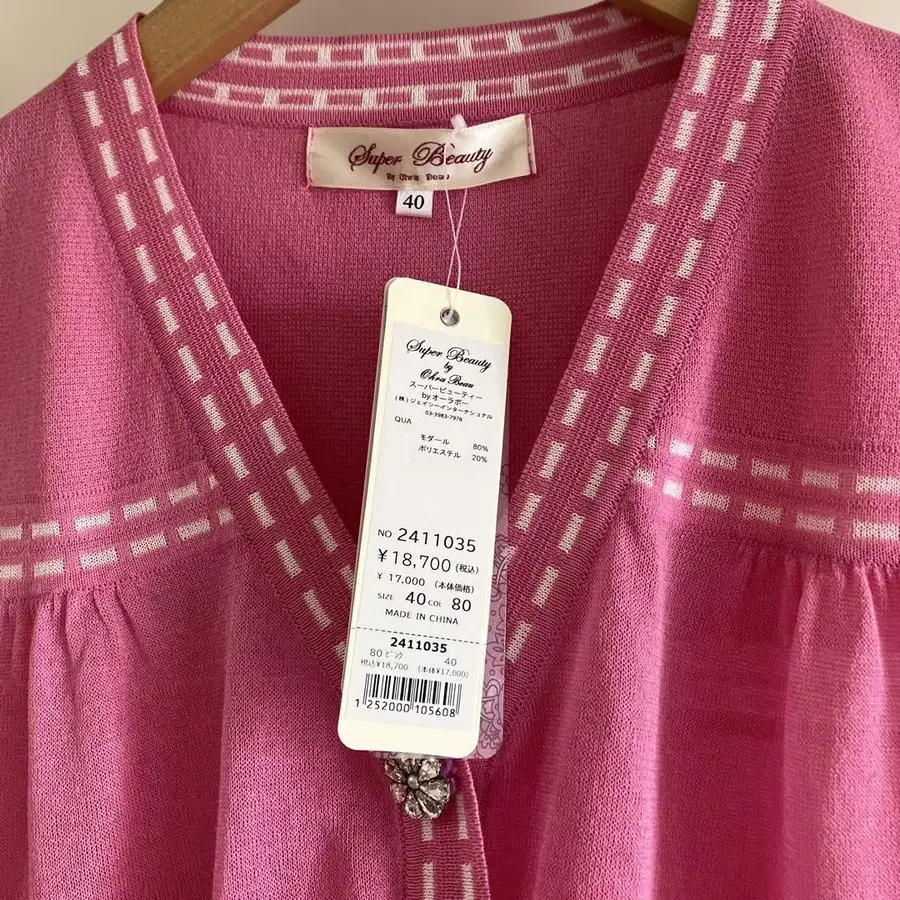 Super Beauty
By Ohra Beau
40
Super Beauty
by
Ohra Beau
スーパービューティー
byオーラボー
(株)ジェイシーインターナショナル
03-3983-7976
QUA
モダール 80%
ポリエステル 20%
NO 2411035
¥18,700 (税込)
¥ 17,000 (本体価格)
SIZE 40 COL 80
MADE IN CHINA
2411035
80 ピンク 40
税込¥18,700 (本体¥17,000)
1 252000 105608